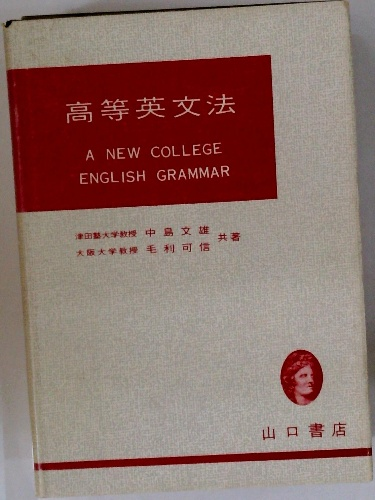 高等英文法
A NEW COLLEGE
ENGLISH GRAMMAR
津田塾大学教授 中島文雄
大阪大学教授 毛利可信
共著
山口書店